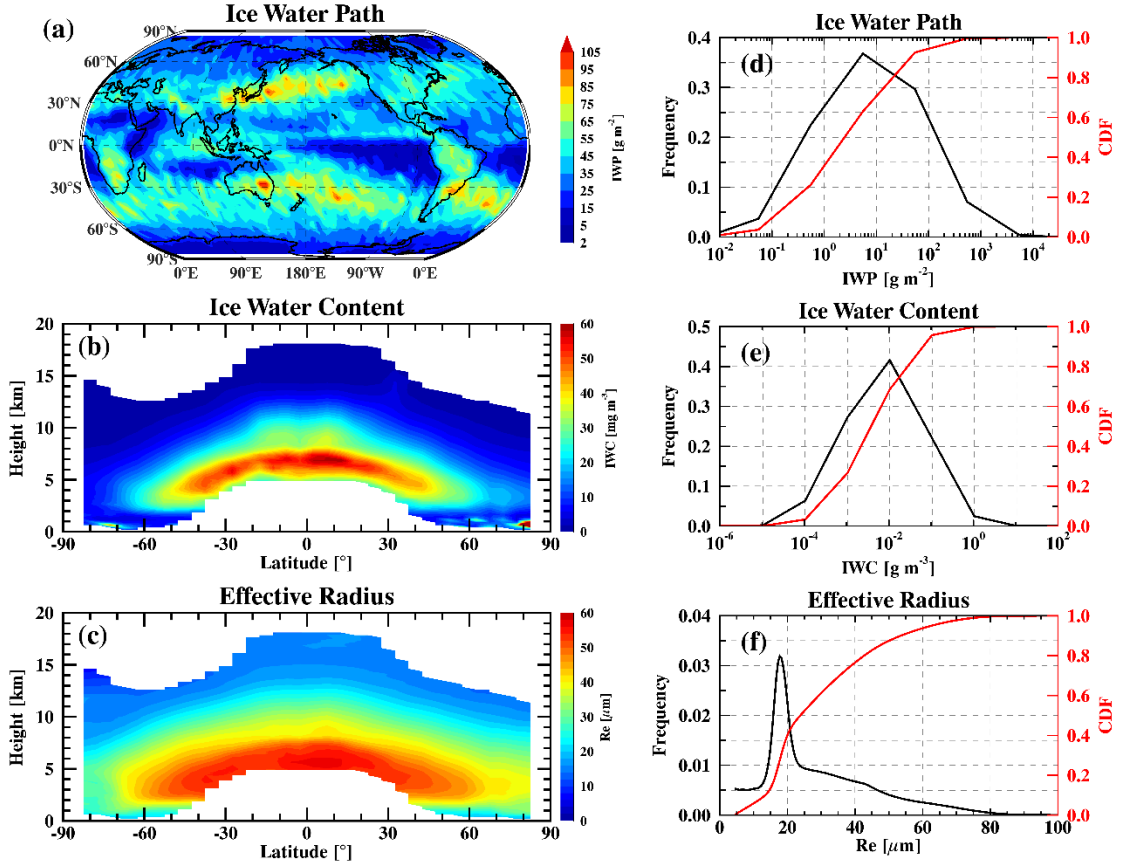 Ice Water Path
(a)
90°N
60°N
30°N
0°N
30°S
60°S
90°S
0°E 90°E 180°E 90°W 0°E
105
95
85
75
65
55
45
35
25
15
5
2
IWP [g m-2]
Ice Water Content
(b)
20
15
10
5
0
Height [km]
-90 -60 -30 0 30 60 90
Latitude [°]
60
50
40
30
20
10
0
IWC [mg m-3]
Effective Radius
(c)
20
15
10
5
0
Height [km]
-90 -60 -30 0 30 60 90
Latitude [°]
60
50
40
30
20
10
0
Re [μm]
Ice Water Path
(d)
0.4
0.3
0.2
0.1
0.0
Frequency
10-2 10-1 100 101 102 103 104
IWP [g m-2]
1.0
0.8
0.6
0.4
0.2
0.0
CDF
Ice Water Content
(e)
0.5
0.4
0.3
0.2
0.1
0.0
Frequency
10-6 10-4 10-2 100 102
IWC [g m-3]
1.0
0.8
0.6
0.4
0.2
0.0
CDF
Effective Radius
(f)
0.04
0.03
0.02
0.01
0.00
Frequency
0 20 40 60 80 100
Re [μm]
1.0
0.8
0.6
0.4
0.2
0.0
CDF